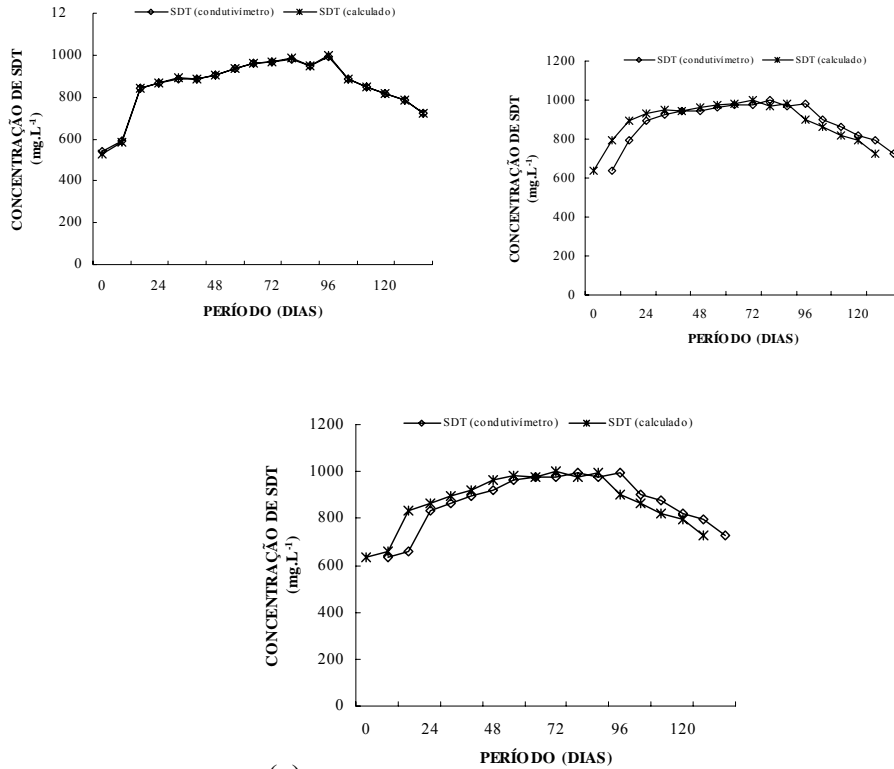 SDT (condutivímetro) SDT (calculado)
CONCENTRAÇÃO DE SDT
(mg.L-1)
12
1000
800
600
400
200
0
0 24 48 72 96 120
PERÍODO (DIAS)
SDT (condutivímetro) SDT (calculado)
CONCENTRAÇÃO DE SDT
(mg.L-1)
1200
1000
800
600
400
200
0
0 24 48 72 96 120
PERÍODO (DIAS)
SDT (condutivímetro) SDT (calculado)
CONCENTRAÇÃO DE SDT
(mg.L-1)
1200
1000
800
600
400
200
0
0 24 48 72 96 120
PERÍODO (DIAS)